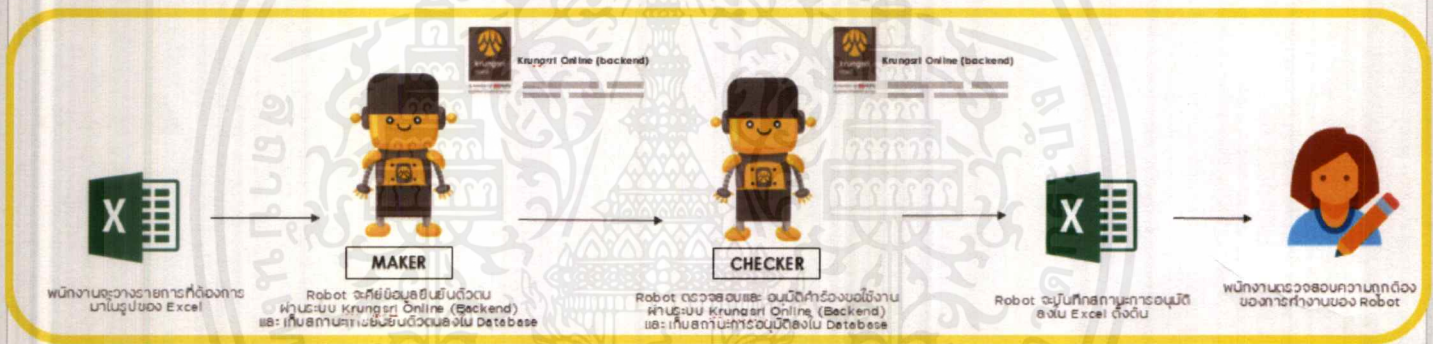 krungsri
Krungsri Online (backend)
krungsri
Krungsri Online (backend)
X
MAKER
CHECKER
X
พนักงานจะวางรายการที่ต้องการ
มาในรูปของ Excel
Robot จะคีย์ข้อมูลยืนยันตัวตน
ผ่านระบบ Krungsri Online (Backend)
และ เก็บสถานะการยืนยันตัวตนลงใน Database
Robot ตรวจสอบและ อนุมัติคำร้องขอใช้งาน
ผ่านระบบ Krungsri Online (Backend)
และ เก็บสถานะการอนุมัติลงใน Database
Robot จะบันทึกสถานะการอนุมัติ
ลงใน Excel ตั้งต้น
พนักงานตรวจสอบความถูกต้อง
ของการทำงานของ Robot